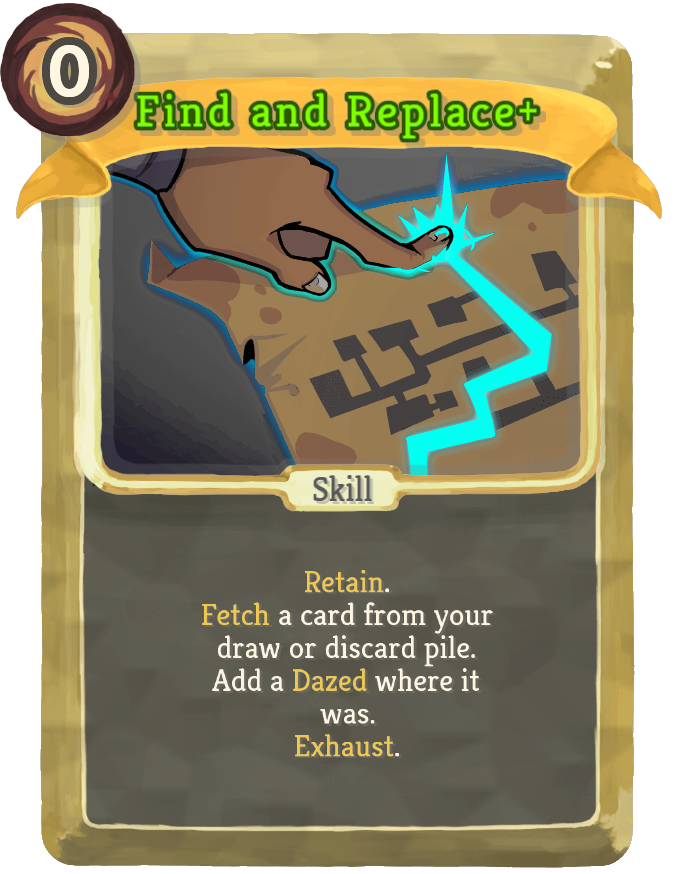 0
Find and Replace+
Skill
Retain.
Fetch a card from your
draw or discard pile.
Add a Dazed where it
was.
Exhaust.